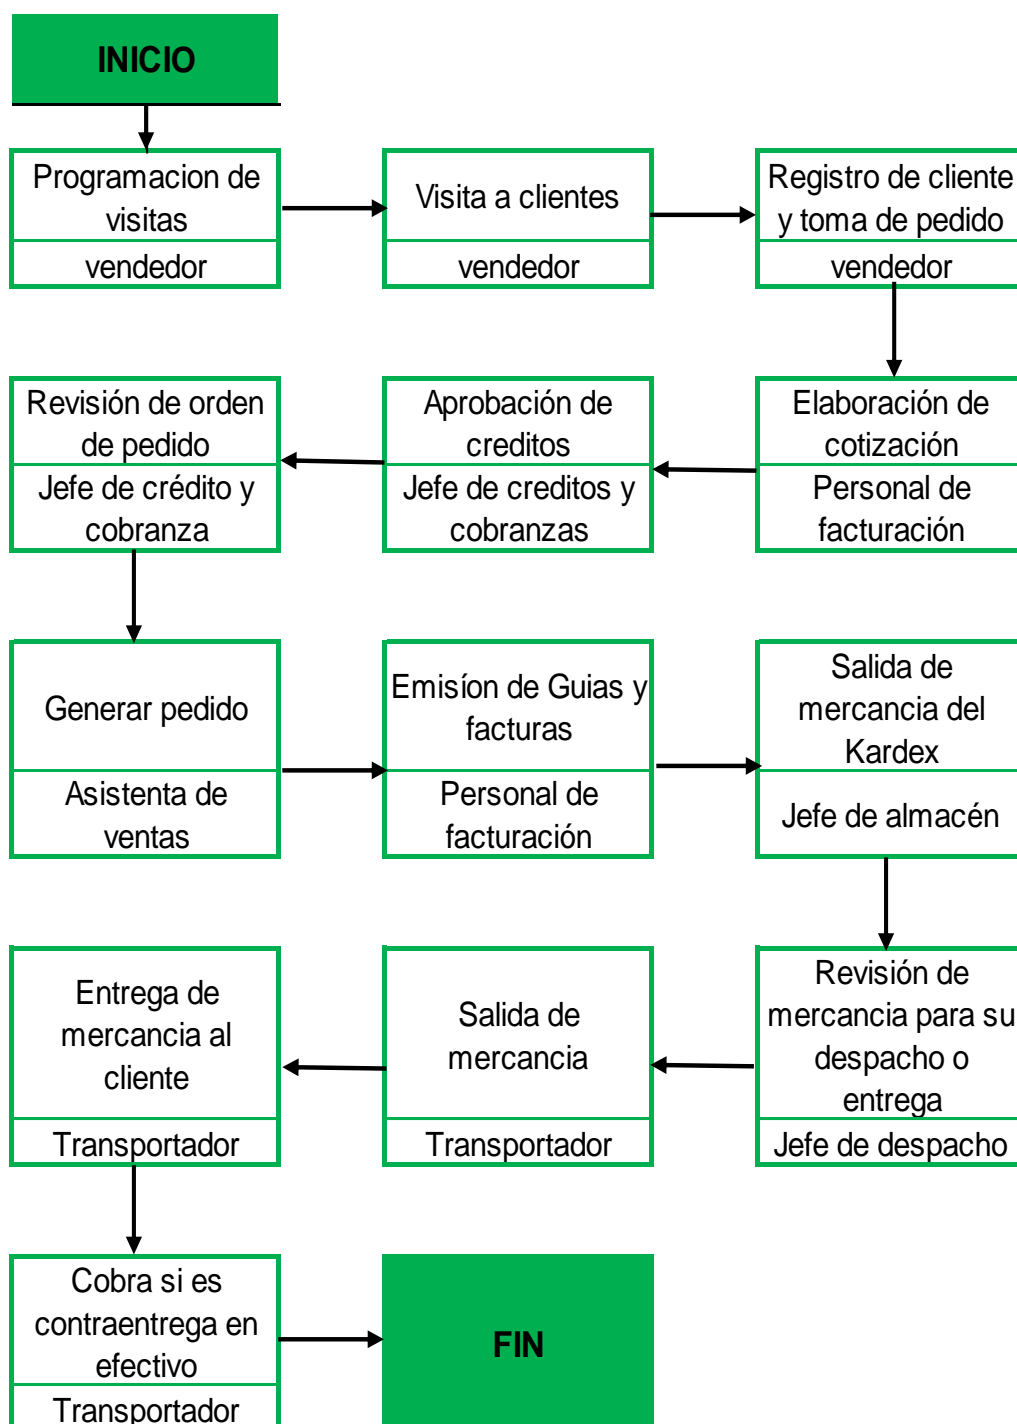 INICIO
Programacion de
visitas
vendedor
Visita a clientes
vendedor
Registro de cliente
y toma de pedido
vendedor
Elaboración de
cotización
Personal de
facturación
Aprobación de
creditos
Jefe de creditos y
cobranzas
Revisión de orden
de pedido
Jefe de crédito y
cobranza
Generar pedido
Asistenta de
ventas
Emisíon de Guias y
facturas
Personal de
facturación
Salida de
mercancia del
Kardex
Jefe de almacén
Revisión de
mercancia para su
despacho o
entrega
Jefe de despacho
Salida de
mercancia
Transportador
Entrega de
mercancia al
cliente
Transportador
Cobra si es
contraentrega en
efectivo
Transportador
FIN